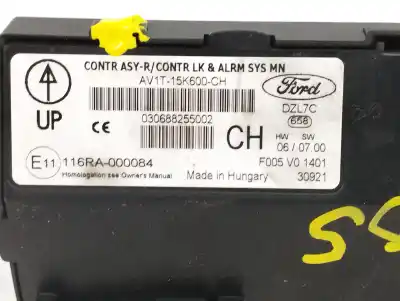 CONTR ASY-R/CONTR LK & ALRM SYS MN
AV1T-15K600-CH
Ford
DZL7C
658
UP
CE
030688255002
CH
HW SW
06 / 07.00
E11 116RA-000084
F005 V0 1401
Homologation see Owner's Manual
Made in Hungary
30921